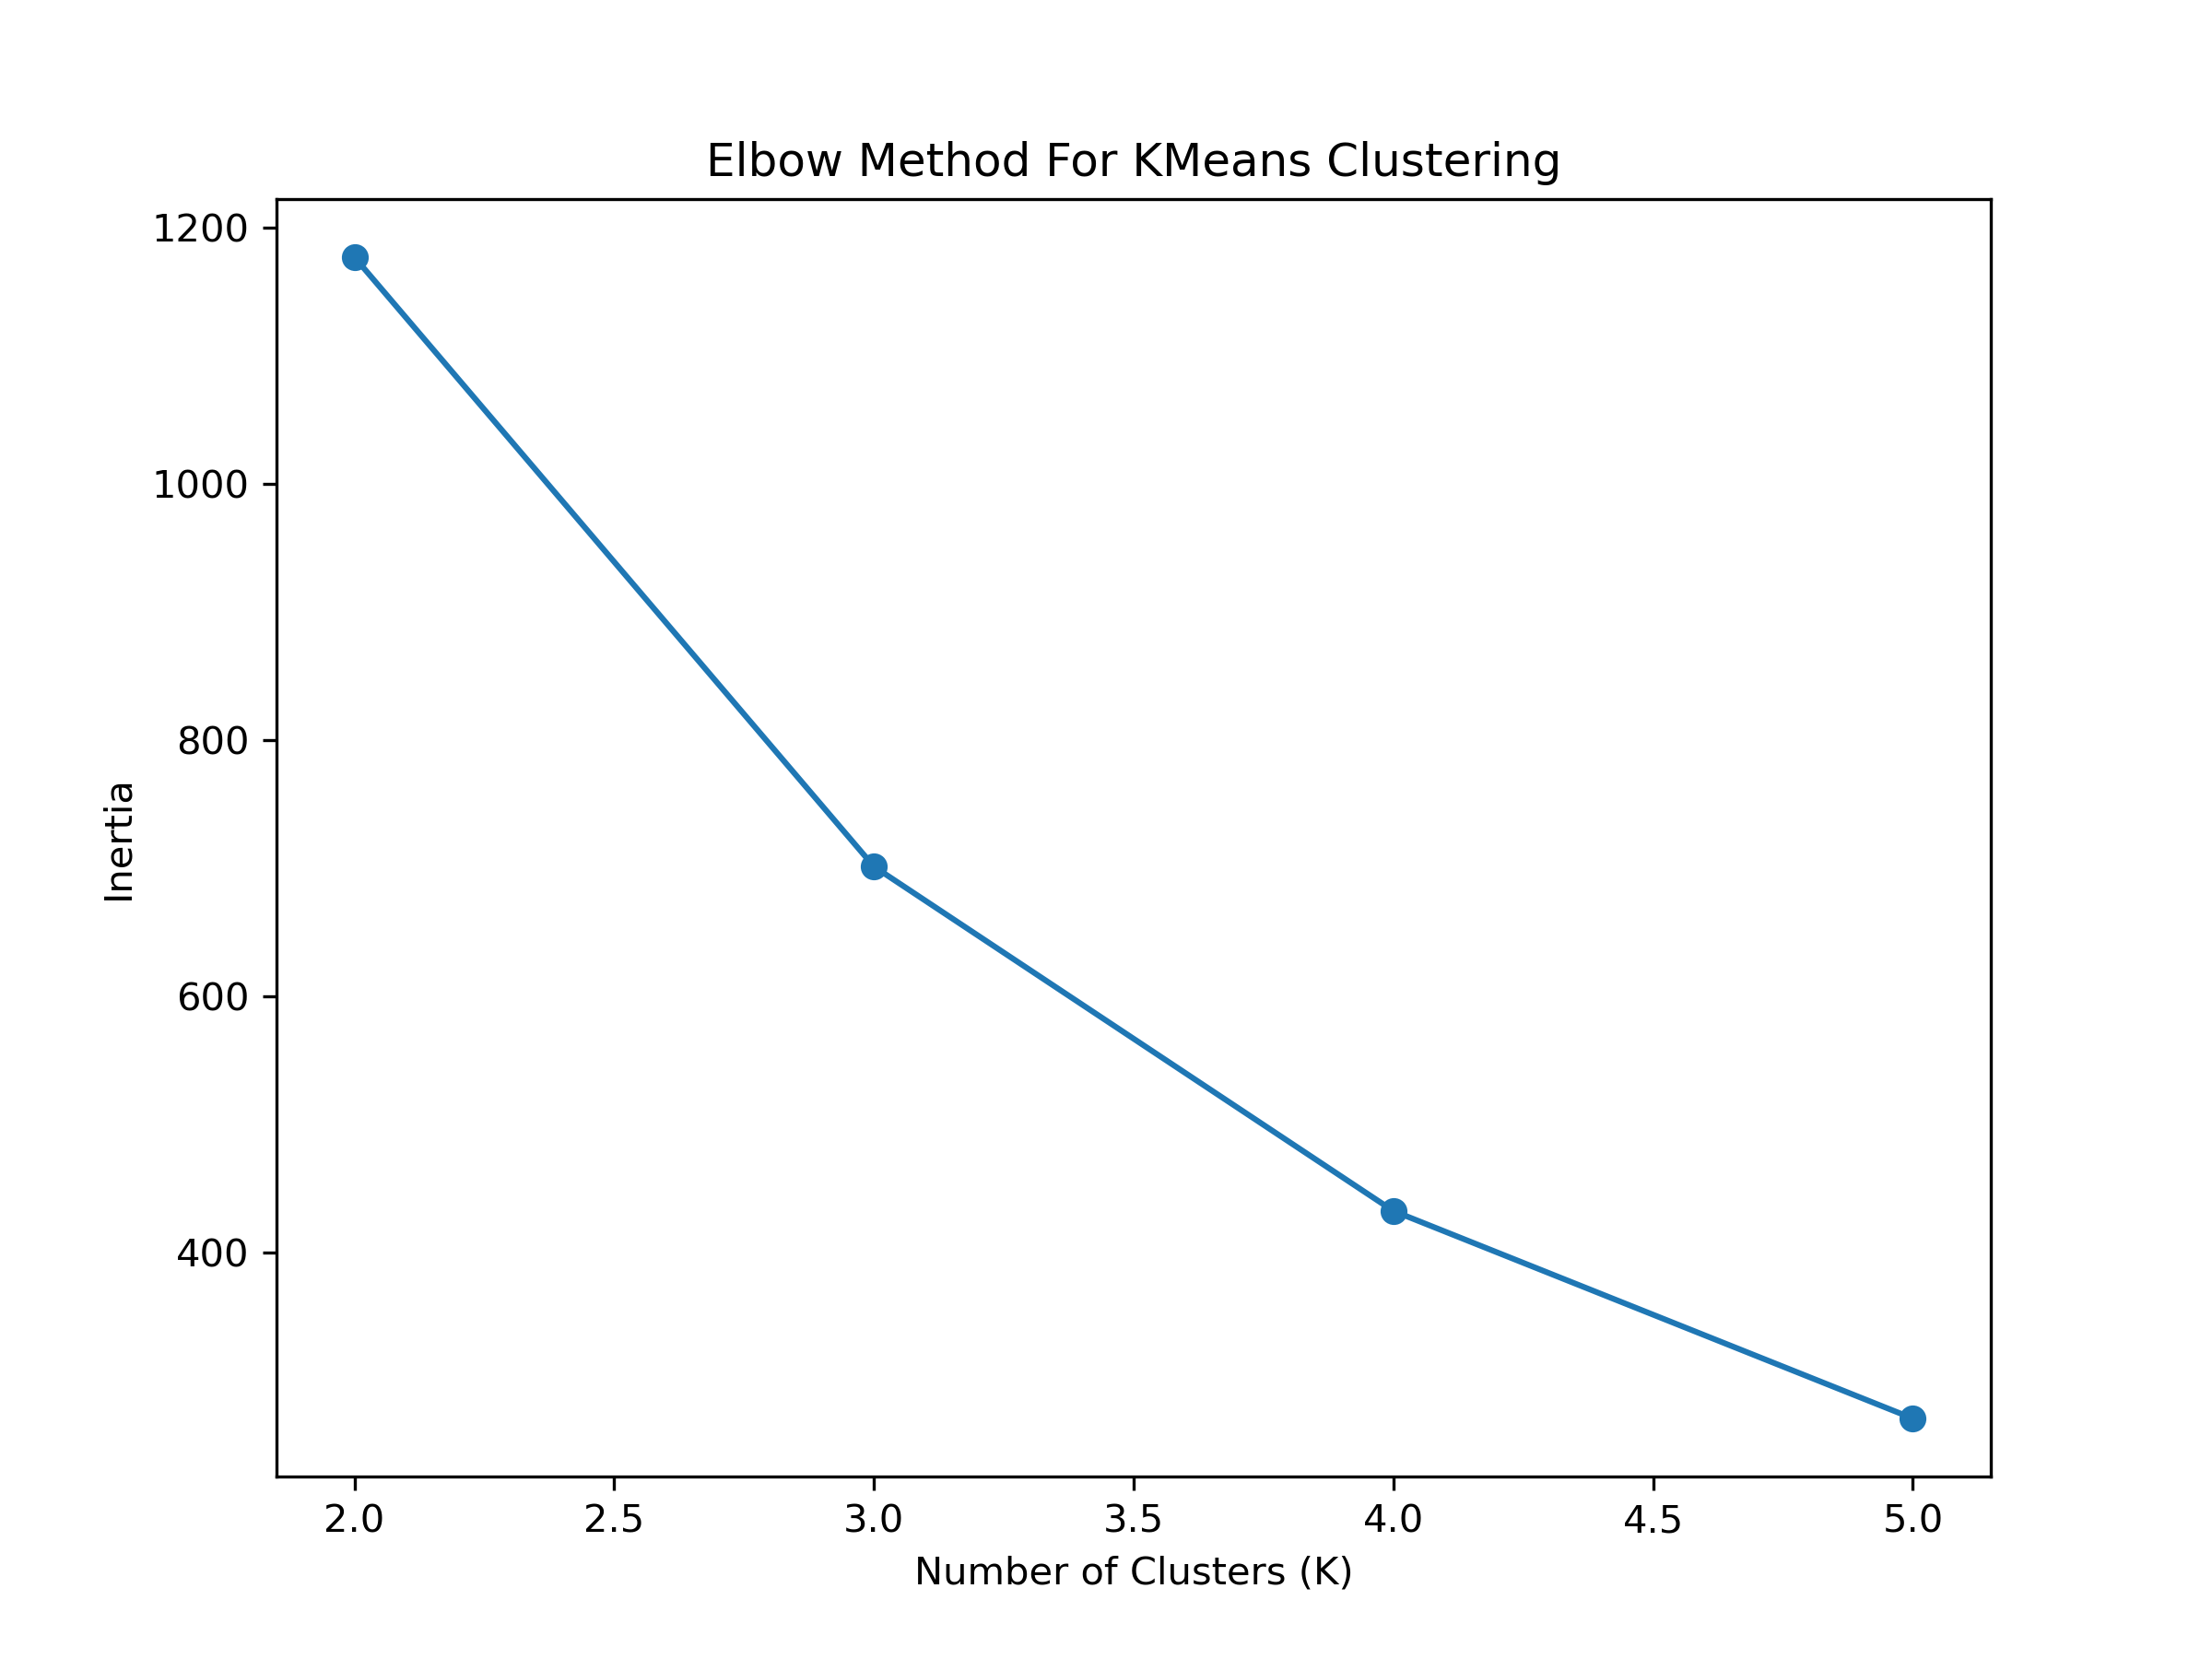 Elbow Method For KMeans Clustering
1200
1000
800
600
400
Inertia
2.0 2.5 3.0 3.5 4.0 4.5 5.0
Number of Clusters (K)